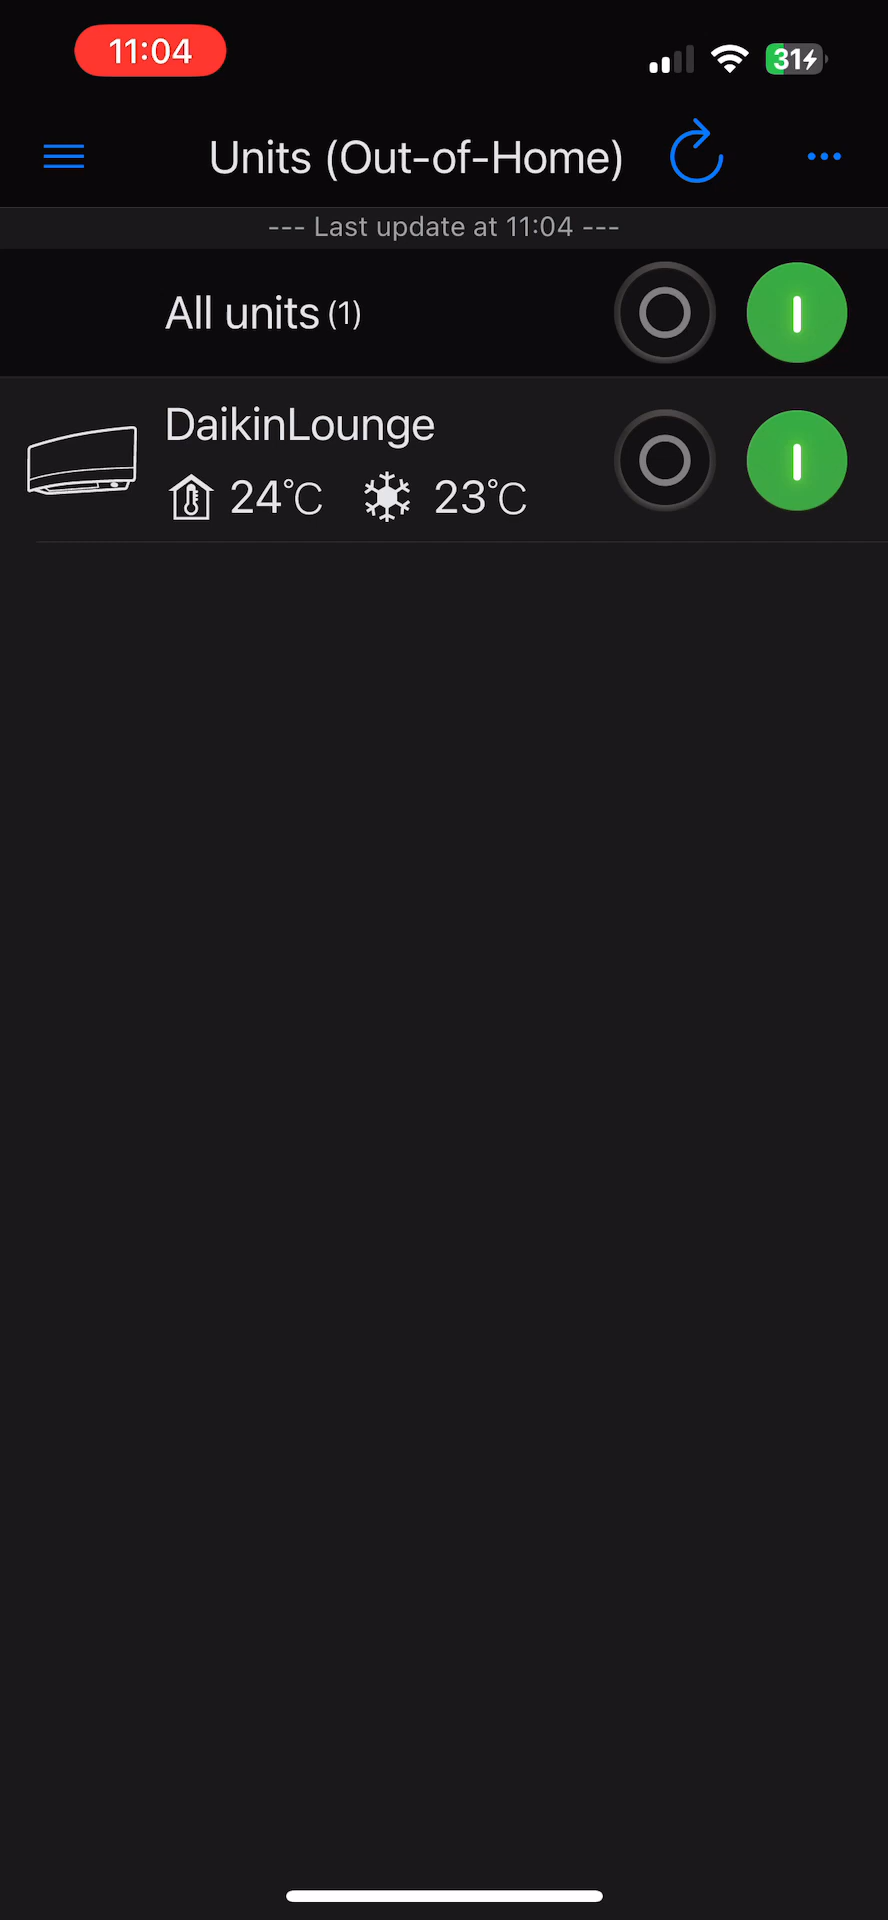 11:04
31
Units (Out-of-Home)
--- Last update at 11:04 ---
All units (1)
DaikinLounge
24°C 23°C